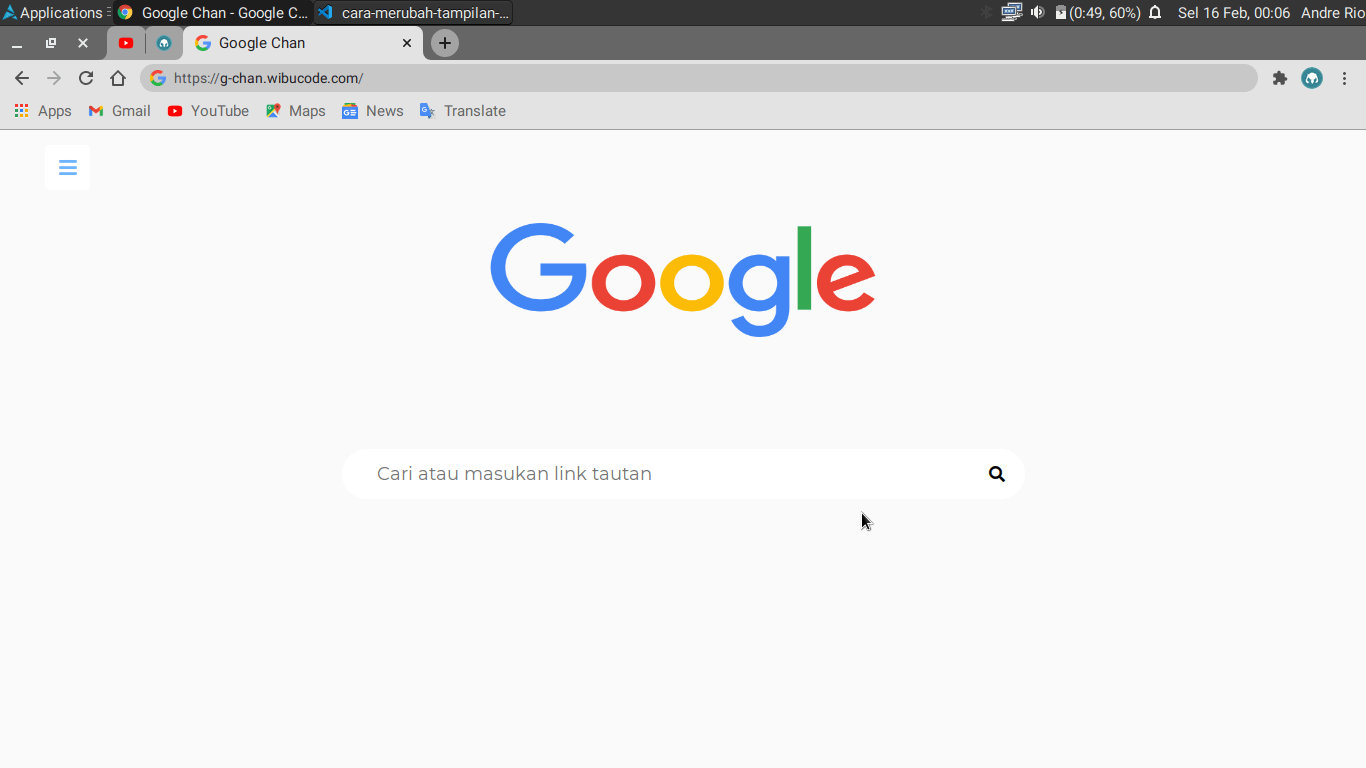 Applications Google Chan - Google C... cara-merubah-tampilan-... (0:49, 60%) Sel 16 Feb, 00:06 Andre Rio
Google Chan
https://g-chan.wibucode.com/
Apps Gmail YouTube Maps News Translate
Google
Cari atau masukan link tautan